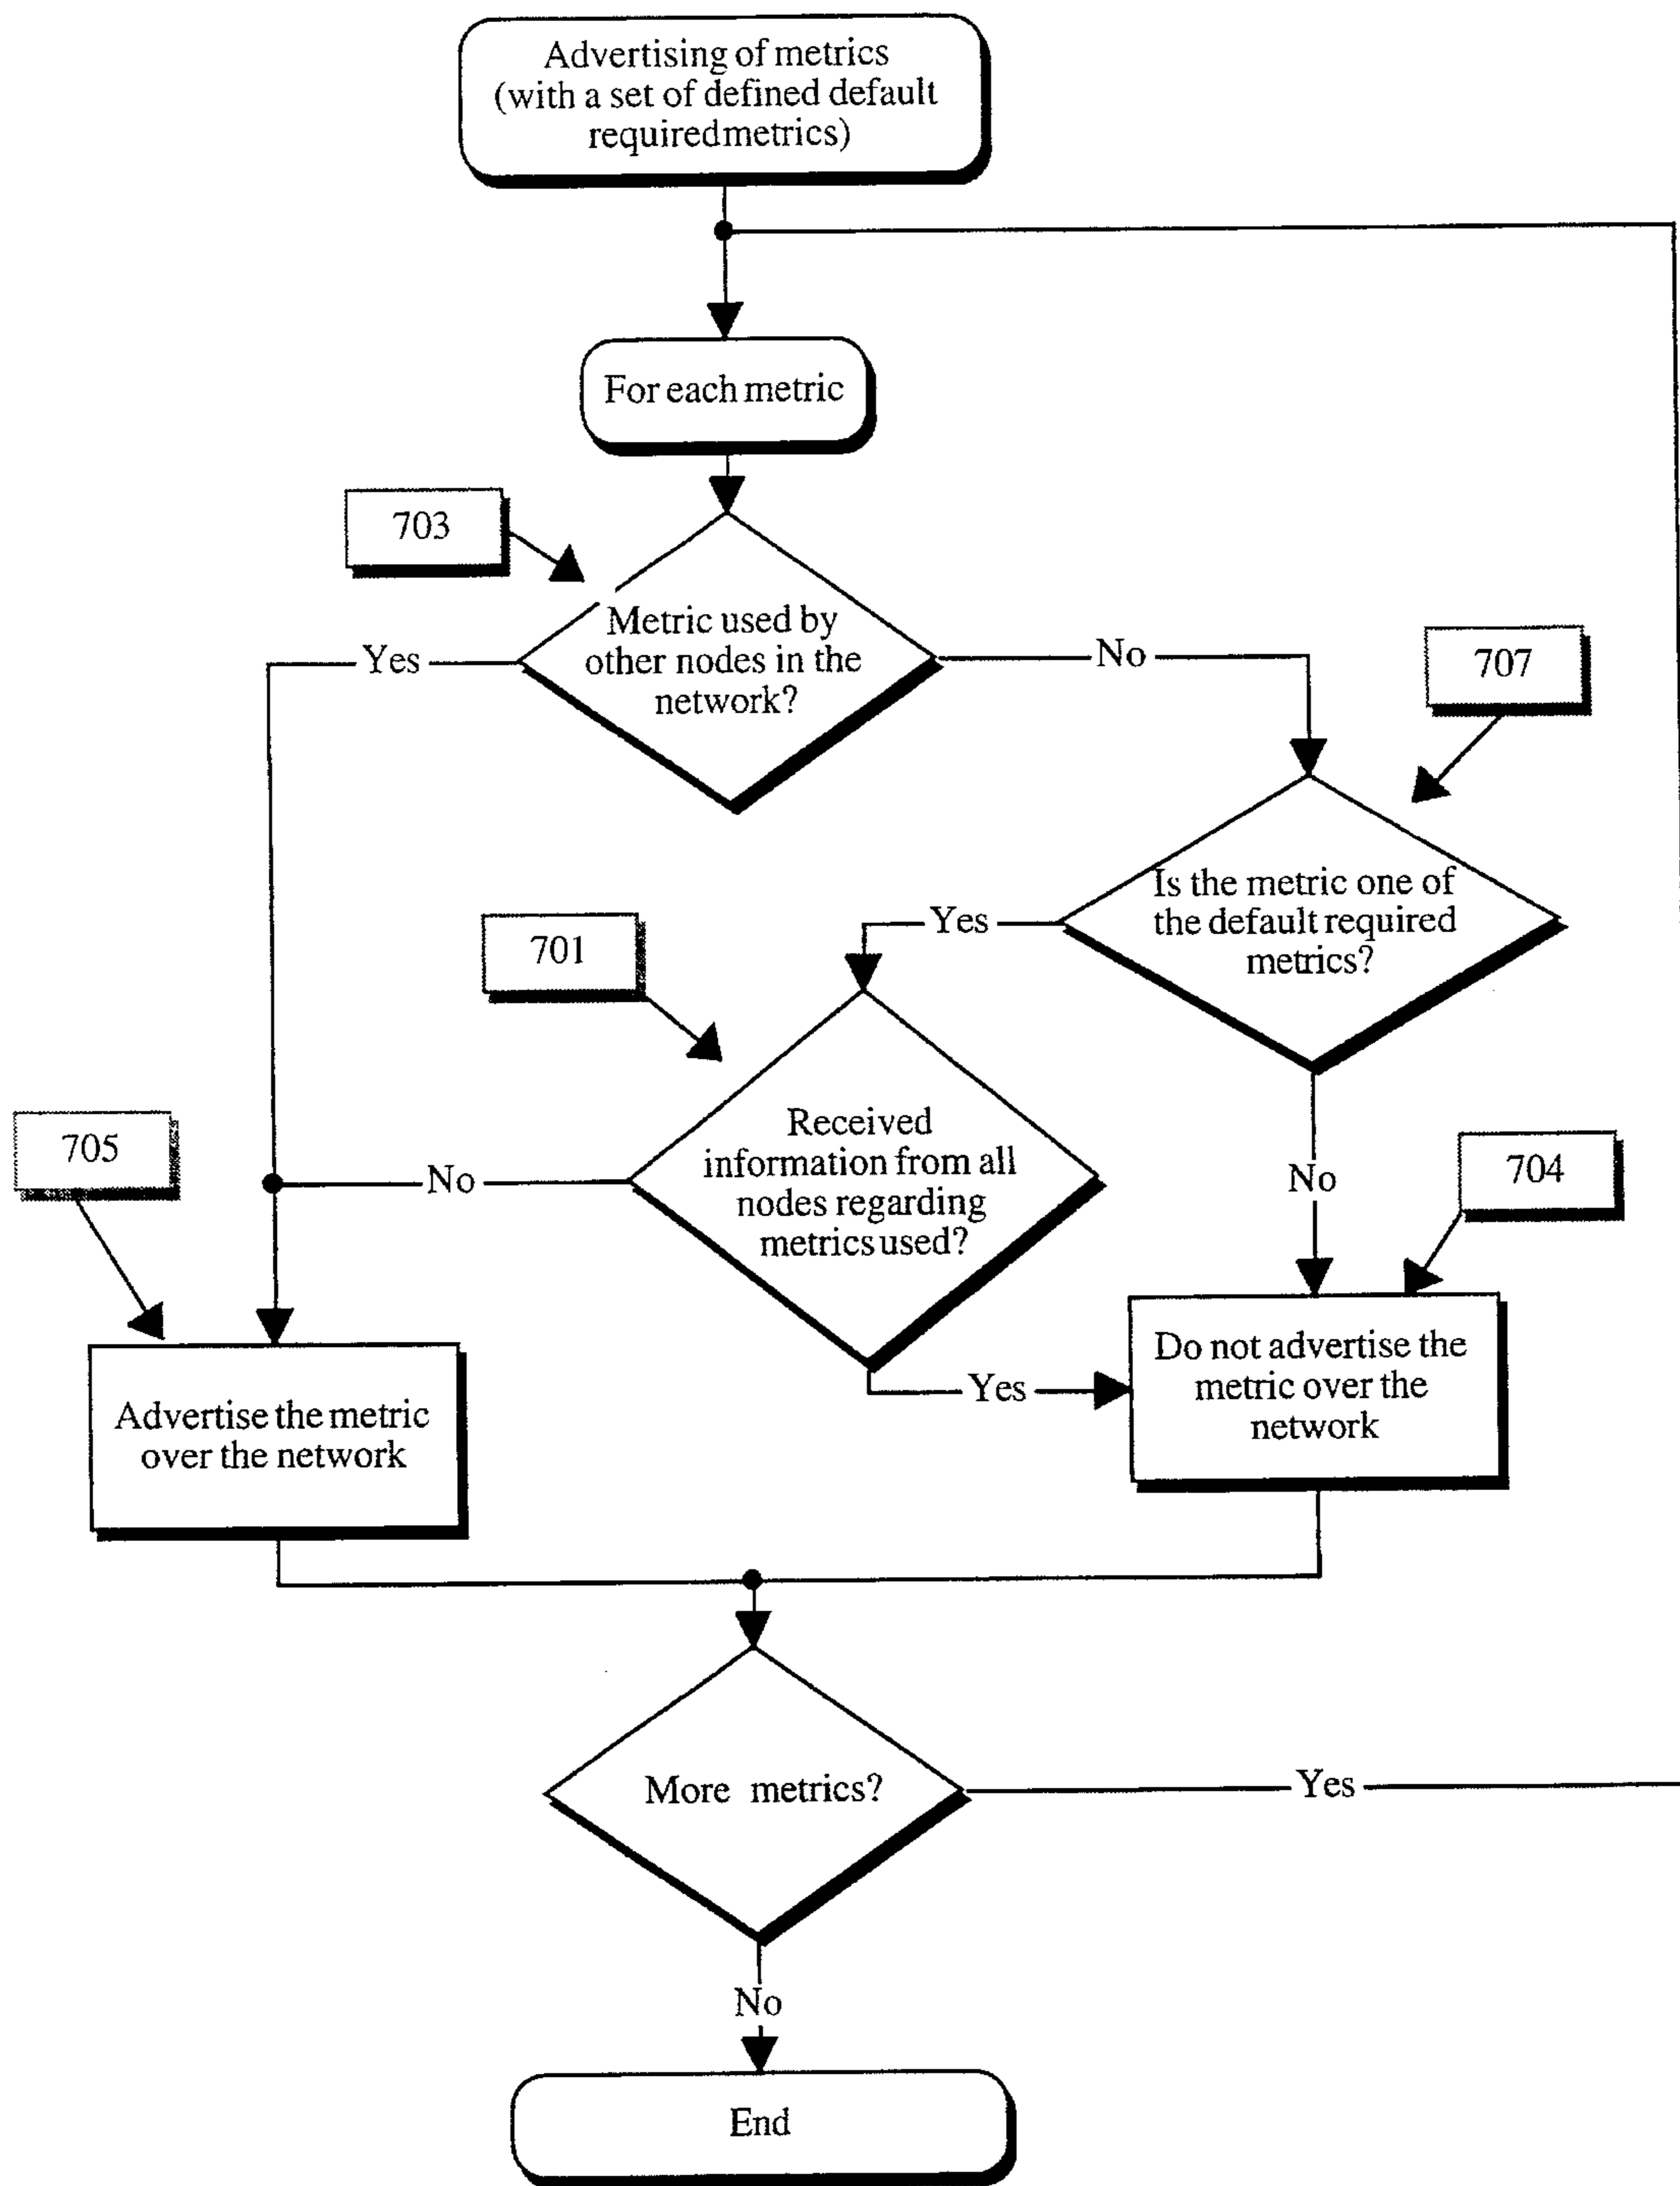 Advertising of metrics
(with a set of defined default
requiredmetrics)
For each metric
703
Metric used by
other nodes in the
network?
Yes
No
707
Is the metric one of
the default required
metrics?
Yes
701
Received
information from all
nodes regarding
metrics used?
No
No
705
704
Advertise the metric
over the network
Yes
Do not advertise the
metric over the
network
More metrics?
Yes
No
End